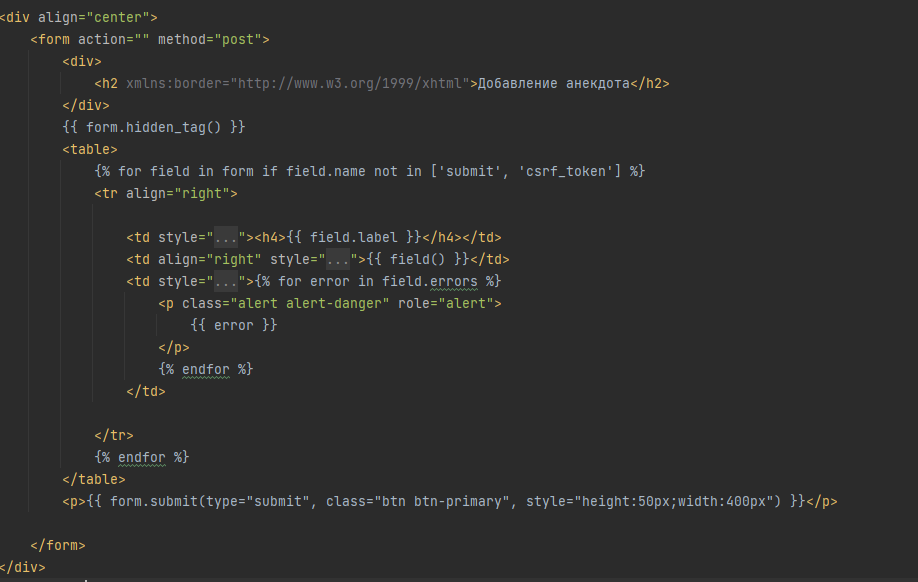 <div align="center">
<form action="" method="post">
<div>
<h2 xmlns:border="http://www.w3.org/1999/xhtml">Добавление анекдота</h2>
</div>
{{ form.hidden_tag() }}
<table>
{% for field in form if field.name not in ['submit', 'csrf_token'] %}
<tr align="right">
<td style="..."><h4>{{ field.label }}</h4></td>
<td align="right" style="...">{{ field() }}</td>
<td style="...">{% for error in field.errors %}
<p class="alert alert-danger" role="alert">
{{ error }}
</p>
{% endfor %}
</td>
</tr>
{% endfor %}
</table>
<p>{{ form.submit(type="submit", class="btn btn-primary", style="height:50px;width:400px") }}</p>
</form>
</div>